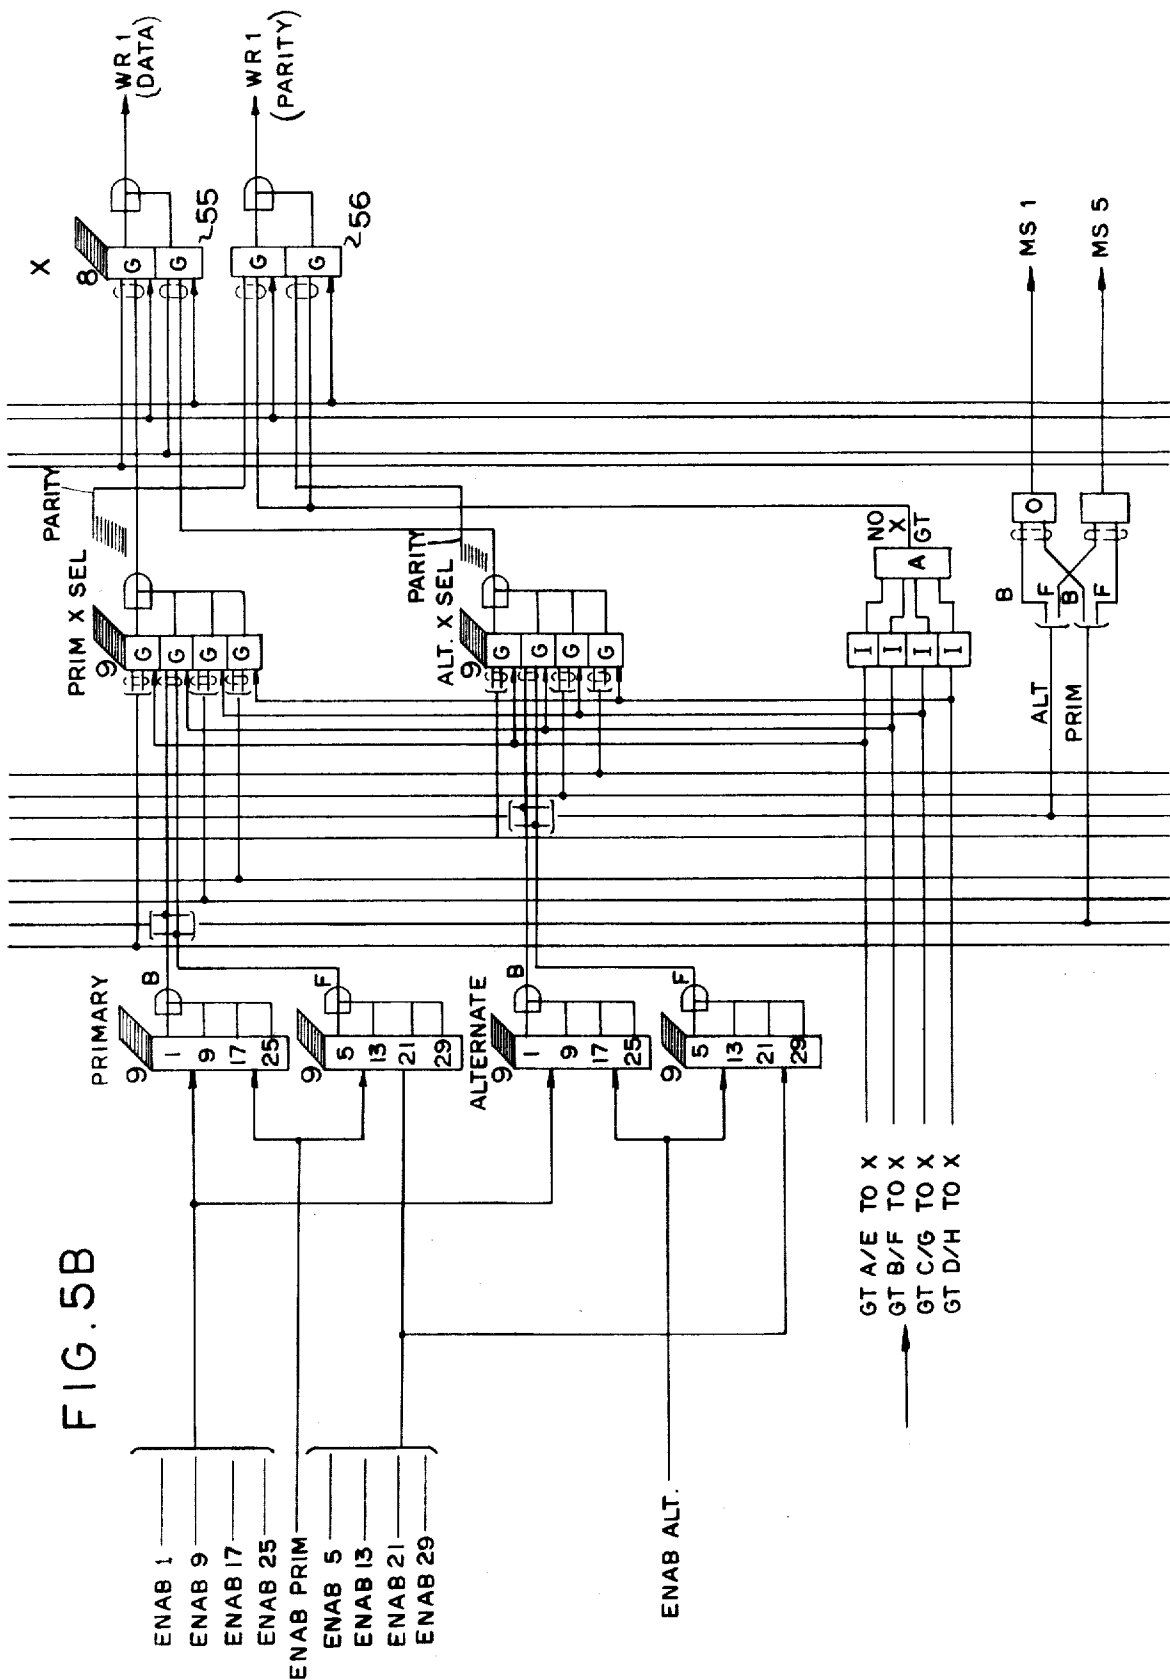 FIG. 5B
ENAB 1
ENAB 9
ENAB 17
ENAB 25
ENAB PRIM
ENAB 5
ENAB 13
ENAB 21
ENAB 29
ENAB ALT.
PRIMARY
9
1
9
17
25
B
9
5
13
21
29
F
ALTERNATE
9
1
9
17
25
B
9
5
13
21
29
F
GT A/E TO X
GT B/F TO X
GT C/G TO X
GT D/H TO X
PRIM X SEL
9
G
G
G
G
PARITY
ALT. X SEL
9
G
G
G
G
PARITY
I
I
I
I
A
NO
X
GT
ALT
PRIM
B
F
B
F
O
MS 1
MS 5
X
8
G
G
255
G
G
256
WR 1
(DATA)
WR 1
(PARITY)